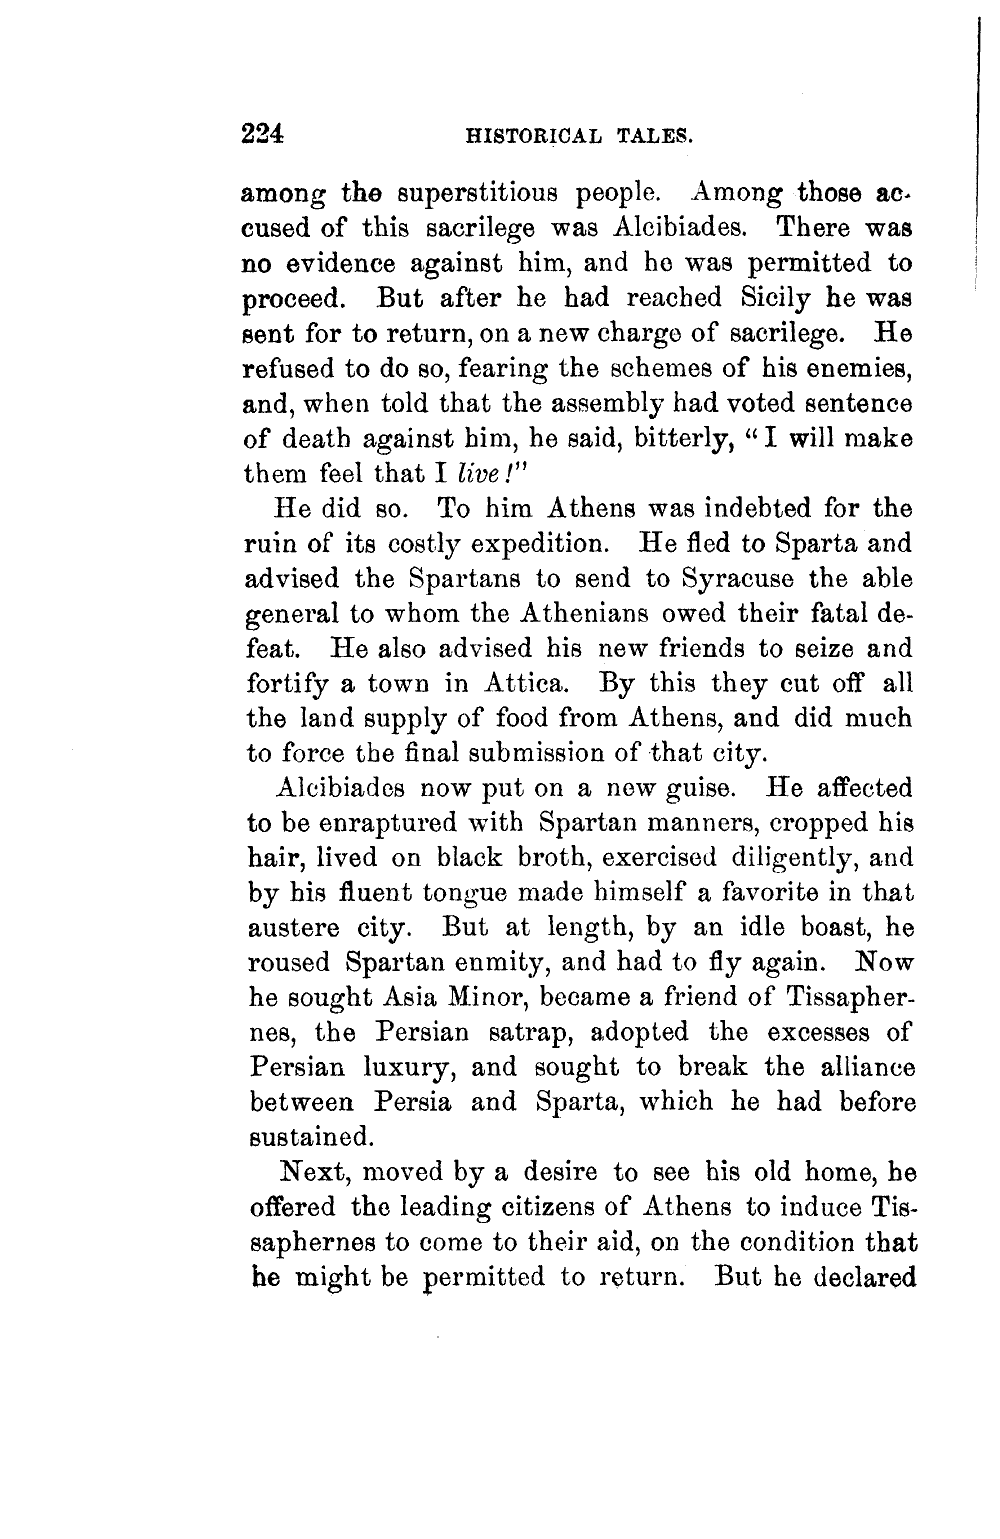 224 HISTORICAL TALES.
among the superstitious people. Among those ac-
cused of this sacrilege was Alcibiades. There was
no evidence against him, and he was permitted to
proceed. But after he had reached Sicily he was
sent for to return, on a new charge of sacrilege. He
refused to do so, fearing the schemes of his enemies,
and, when told that the assembly had voted sentence
of death against him, he said, bitterly, “I will make
them feel that I live!”
He did so. To him Athens was indebted for the
ruin of its costly expedition. He fled to Sparta and
advised the Spartans to send to Syracuse the able
general to whom the Athenians owed their fatal de-
feat. He also advised his new friends to seize and
fortify a town in Attica. By this they cut off all
the land supply of food from Athens, and did much
to force the final submission of that city.
Alcibiades now put on a new guise. He affected
to be enraptured with Spartan manners, cropped his
hair, lived on black broth, exercised diligently, and
by his fluent tongue made himself a favorite in that
austere city. But at length, by an idle boast, he
roused Spartan enmity, and had to fly again. Now
he sought Asia Minor, became a friend of Tissapher-
nes, the Persian satrap, adopted the excesses of
Persian luxury, and sought to break the alliance
between Persia and Sparta, which he had before
sustained.
Next, moved by a desire to see his old home, he
offered the leading citizens of Athens to induce Tis-
saphernes to come to their aid, on the condition that
he might be permitted to return. But he declared